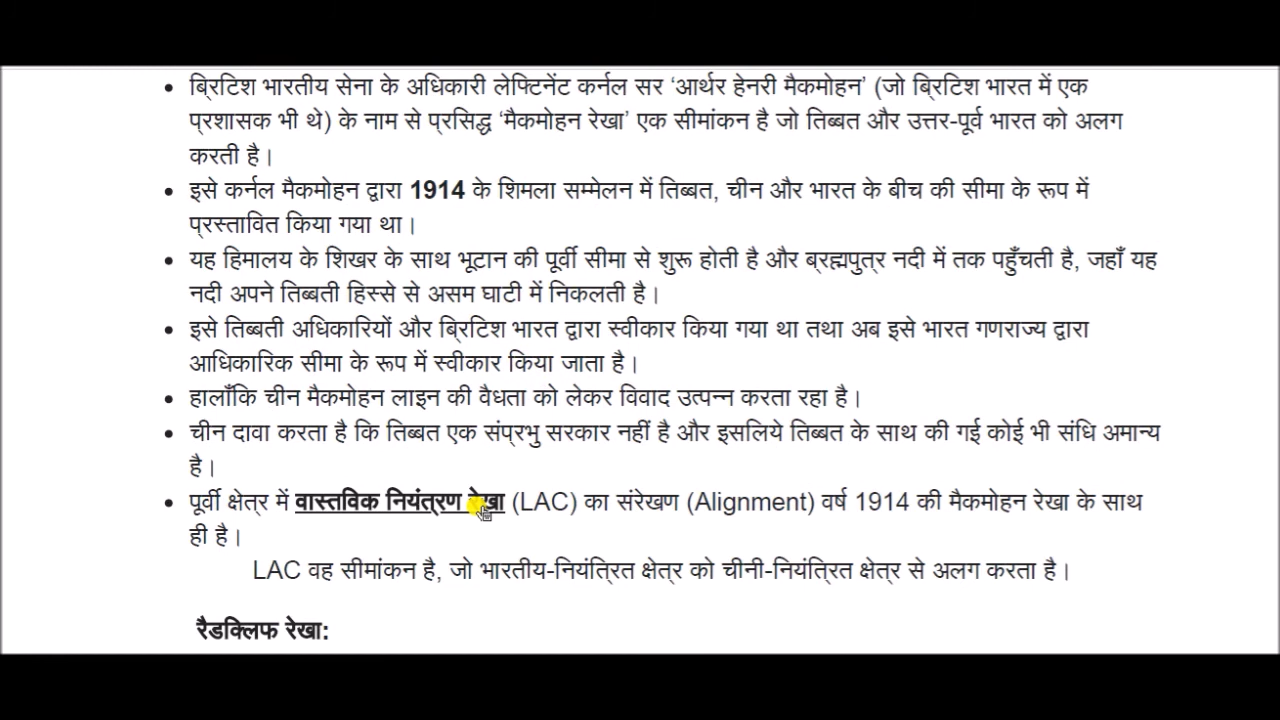 ब्रिटिश भारतीय सेना के अधिकारी लेफ्टिनेंट कर्नल सर ‘आर्थर हेनरी मैकमोहन’ (जो ब्रिटिश भारत में एक
प्रशासक भी थे) के नाम से प्रसिद्ध ‘मैकमोहन रेखा’ एक सीमांकन है जो तिब्बत और उत्तर-पूर्व भारत को अलग
करती है।
इसे कर्नल मैकमोहन द्वारा 1914 के शिमला सम्मेलन में तिब्बत, चीन और भारत के बीच की सीमा के रूप में
प्रस्तावित किया गया था।
यह हिमालय के शिखर के साथ भूटान की पूर्वी सीमा से शुरू होती है और ब्रह्मपुत्र नदी में तक पहुँचती है, जहाँ यह
नदी अपने तिब्बती हिस्से से असम घाटी में निकलती है।
इसे तिब्बती अधिकारियों और ब्रिटिश भारत द्वारा स्वीकार किया गया था तथा अब इसे भारत गणराज्य द्वारा
आधिकारिक सीमा के रूप में स्वीकार किया जाता है।
हालाँकि चीन मैकमोहन लाइन की वैधता को लेकर विवाद उत्पन्न करता रहा है।
चीन दावा करता है कि तिब्बत एक संप्रभु सरकार नहीं है और इसलिये तिब्बत के साथ की गई कोई भी संधि अमान्य
है।
पूर्वी क्षेत्र में वास्तविक नियंत्रण रेखा (LAC) का संरेखण (Alignment) वर्ष 1914 की मैकमोहन रेखा के साथ
ही है।
LAC वह सीमांकन है, जो भारतीय-नियंत्रित क्षेत्र को चीनी-नियंत्रित क्षेत्र से अलग करता है।
रैडक्लिफ रेखा: